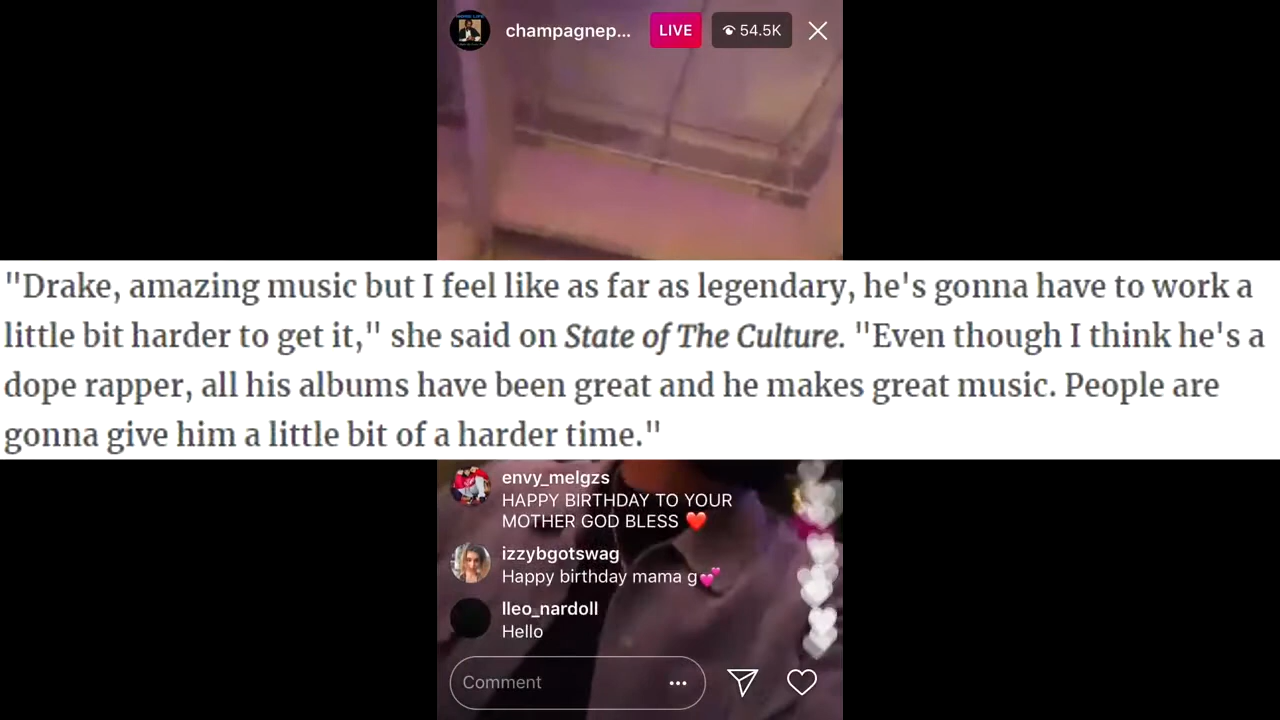 champagnep...
LIVE
54.5K
"Drake, amazing music but I feel like as far as legendary, he's gonna have to work a
little bit harder to get it," she said on State of The Culture. "Even though I think he's a
dope rapper, all his albums have been great and he makes great music. People are
gonna give him a little bit of a harder time."
envy_melgzs
HAPPY BIRTHDAY TO YOUR
MOTHER GOD BLESS ❤️
izzybgotswag
Happy birthday mama g💕
lleo_nardoll
Hello
Comment